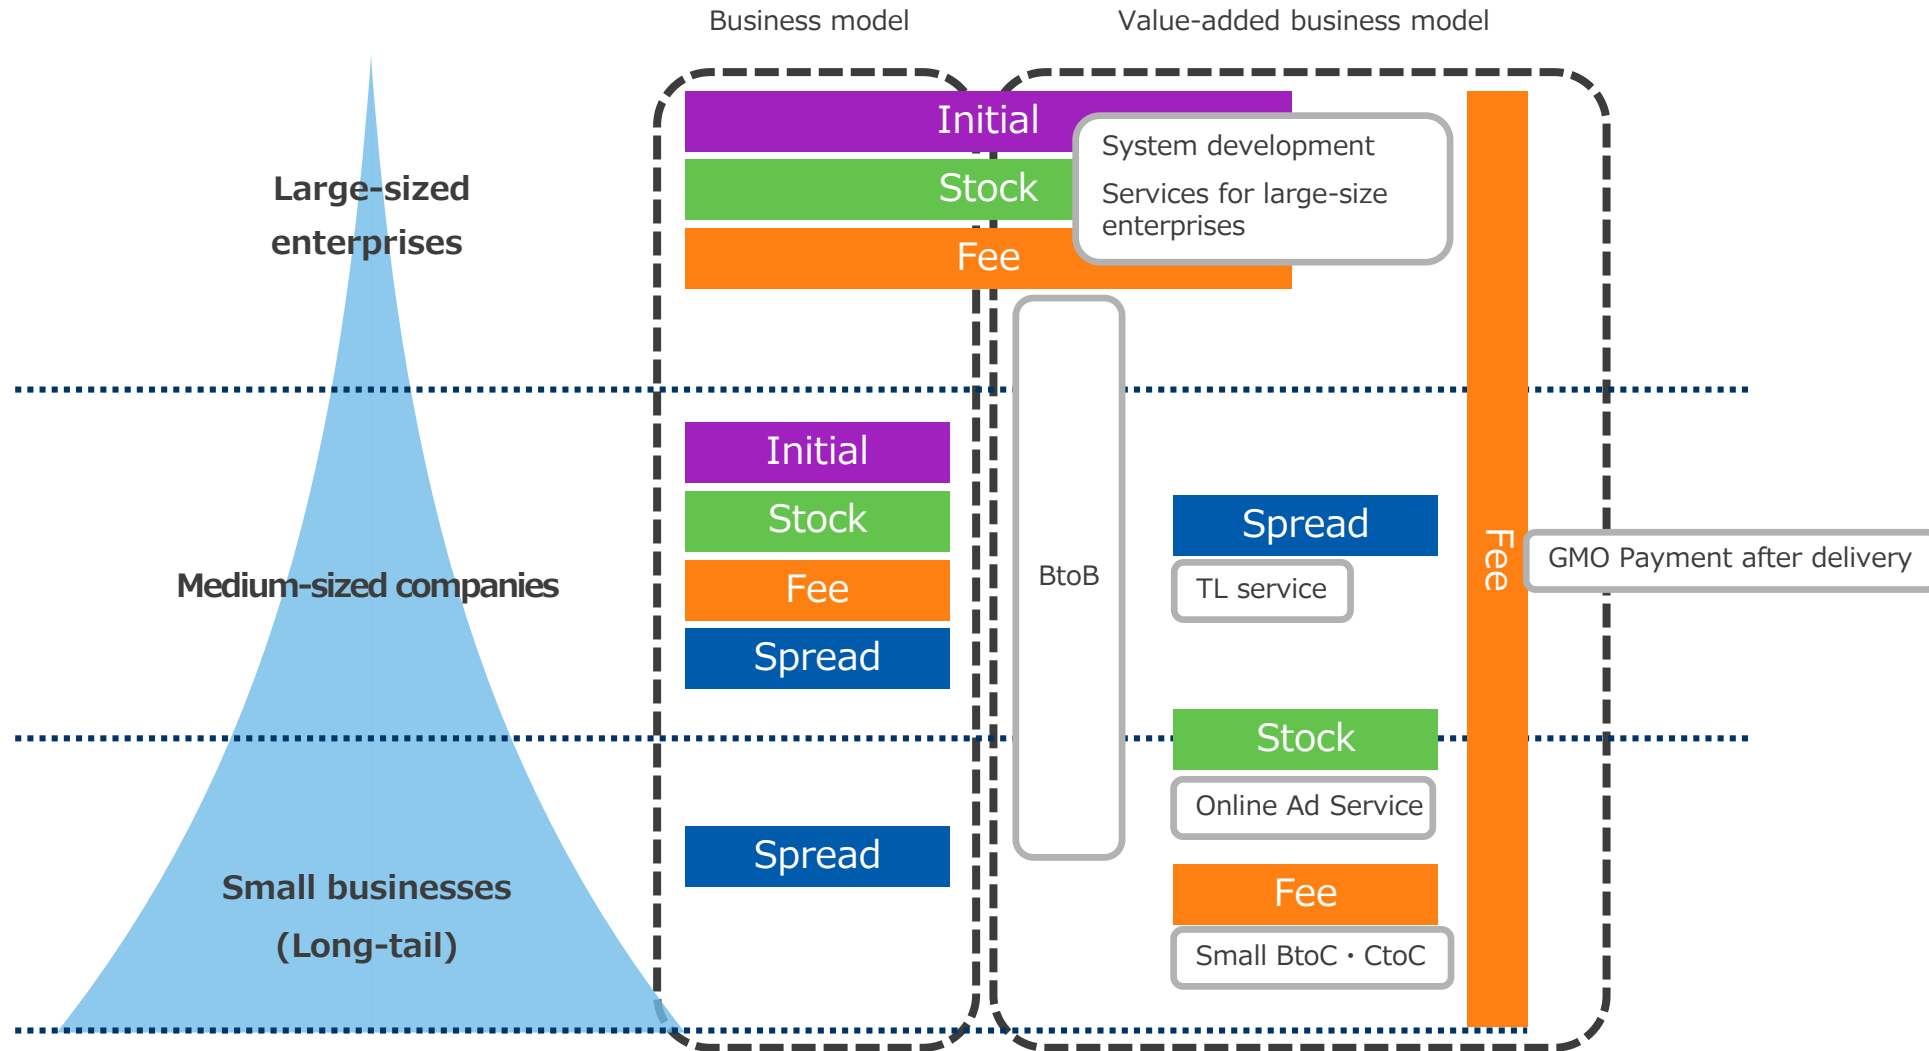 Business model
Value-added business model
Large-sized
enterprises
Initial
Stock
Fee
System development
Services for large-size
enterprises
Medium-sized companies
Initial
Stock
Fee
Spread
BtoB
Spread
TL service
Fee
GMO Payment after delivery
Stock
Online Ad Service
Small businesses
(Long-tail)
Spread
Fee
Small BtoC・CtoC